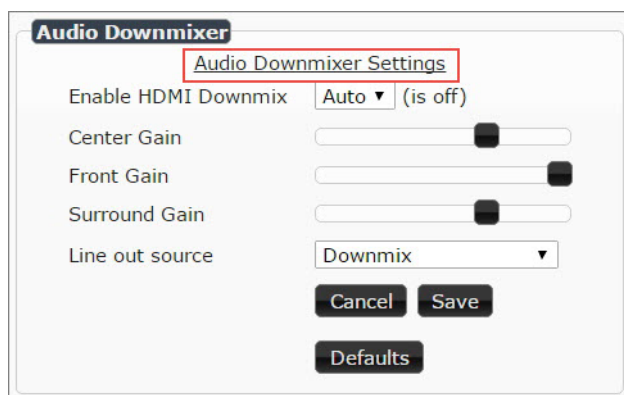 Audio Downmixer
Audio Downmixer Settings
Enable HDMI Downmix Auto ▼ (is off)
Center Gain
Front Gain
Surround Gain
Line out source Downmix ▼
Cancel Save
Defaults